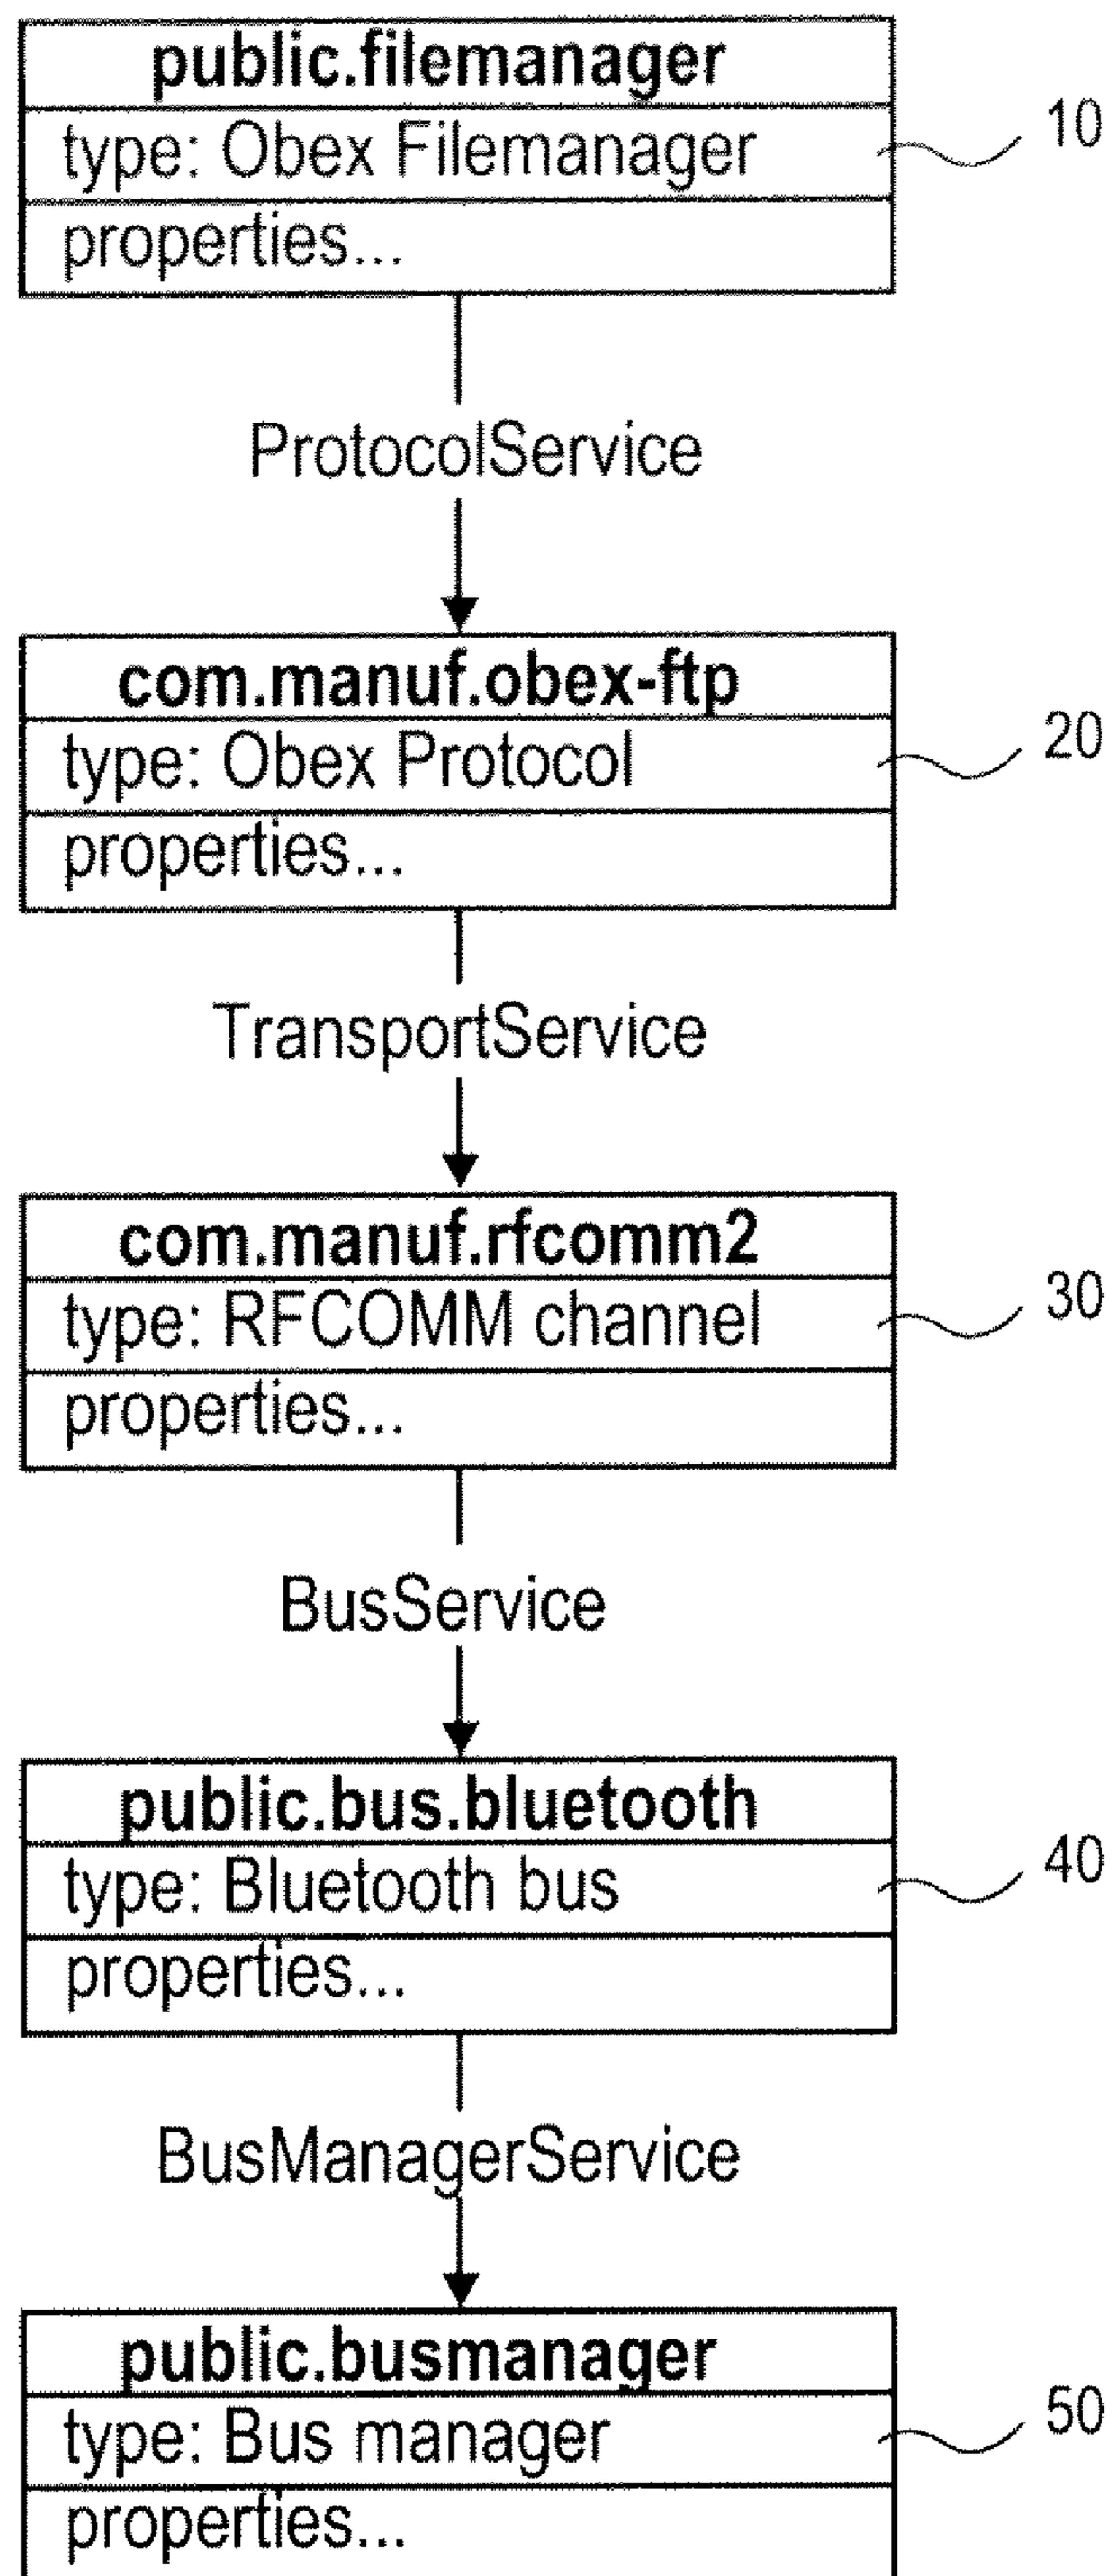 public.filemanager
type: Obex Filemanager
10
properties...
ProtocolService
com.manuf.obex-ftp
type: Obex Protocol
20
properties...
TransportService
com.manuf.rfcomm2
type: RFCOMM channel
30
properties...
BusService
public.bus.bluetooth
type: Bluetooth bus
40
properties...
BusManagerService
public.busmanager
type: Bus manager
50
properties...